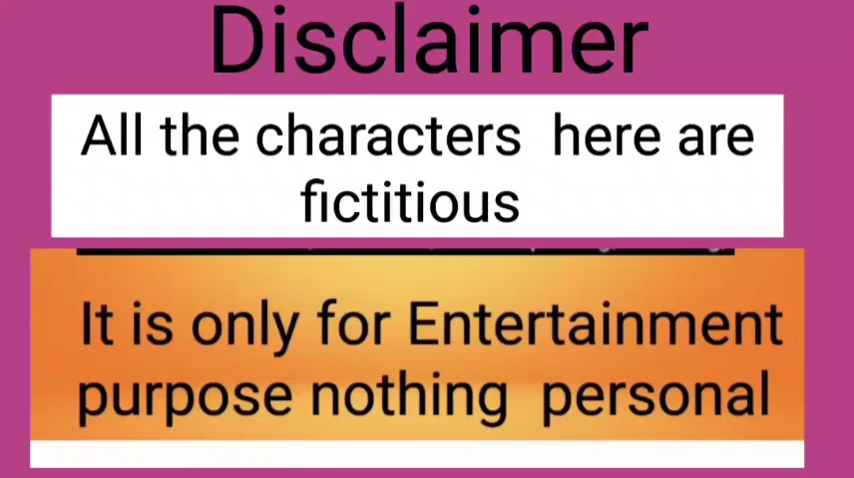 Disclaimer
All the characters here are
fictitious
It is only for Entertainment
purpose nothing personal